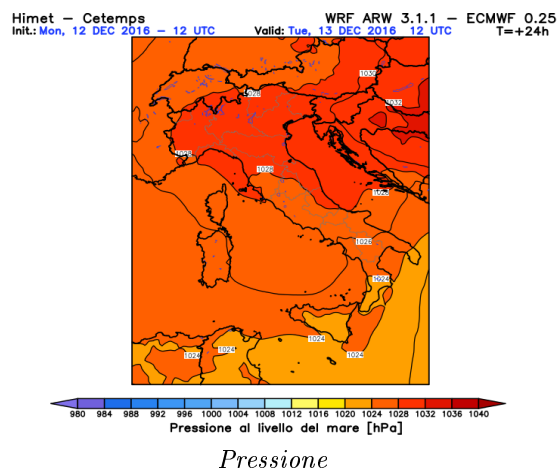 Himet – Cetemps WRF ARW 3.1.1 – ECMWF 0.25
Init.: Mon, 12 DEC 2016 – 12 UTC Valid: Tue, 13 DEC 2016 12 UTC T=+24h
1030
1028
1032
1028
1028
1028
1028
1024
1024
1024
1024
1024
980 984 988 992 996 1000 1004 1008 1012 1016 1020 1024 1028 1032 1036 1040
Pressione al livello del mare [hPa]
Pressione